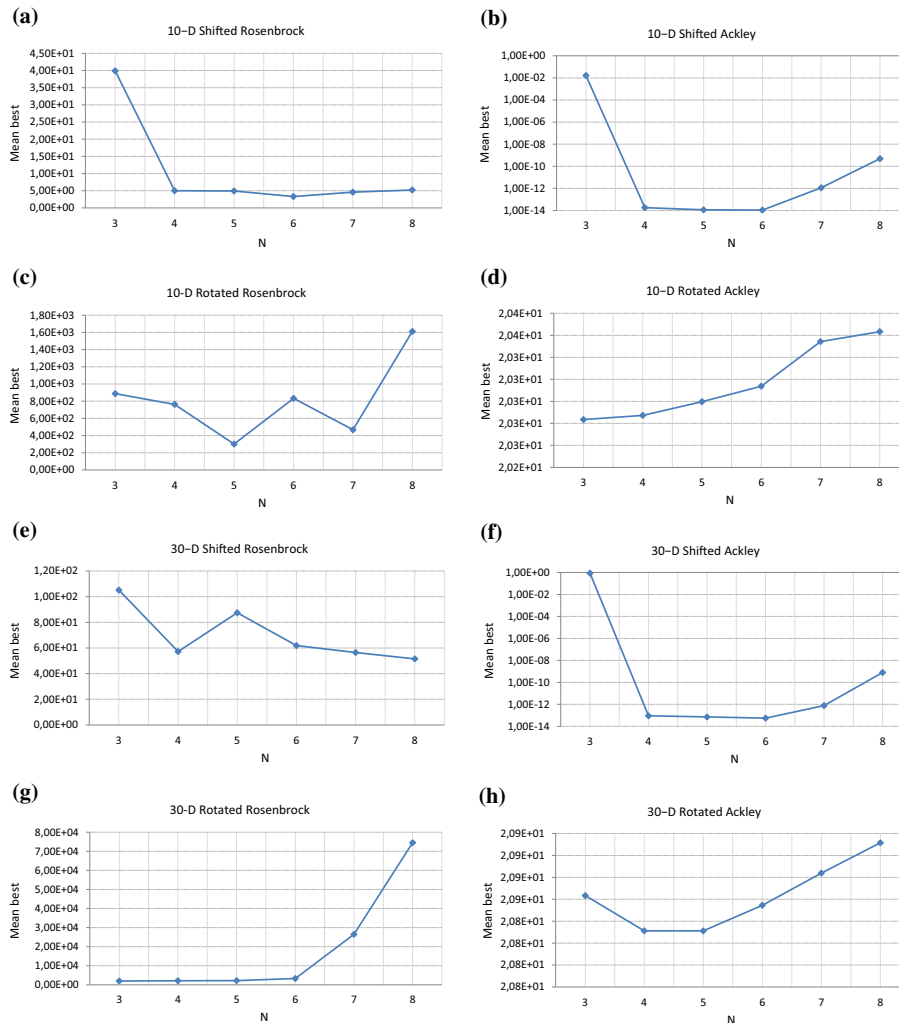 (a)
10−D Shifted Rosenbrock
Mean best
4,50E+01
4,00E+01
3,50E+01
3,00E+01
2,50E+01
2,00E+01
1,50E+01
1,00E+01
5,00E+00
0,00E+00
3 4 5 6 7 8
N
(b)
10−D Shifted Ackley
Mean best
1,00E+00
1,00E-02
1,00E-04
1,00E-06
1,00E-08
1,00E-10
1,00E-12
1,00E-14
3 4 5 6 7 8
N
(c)
10-D Rotated Rosenbrock
Mean best
1,80E+03
1,60E+03
1,40E+03
1,20E+03
1,00E+03
8,00E+02
6,00E+02
4,00E+02
2,00E+02
0,00E+00
3 4 5 6 7 8
N
(d)
10−D Rotated Ackley
Mean best
2,04E+01
2,04E+01
2,03E+01
2,03E+01
2,03E+01
2,03E+01
2,03E+01
2,02E+01
3 4 5 6 7 8
N
(e)
30−D Shifted Rosenbrock
Mean best
1,20E+02
1,00E+02
8,00E+01
6,00E+01
4,00E+01
2,00E+01
0,00E+00
3 4 5 6 7 8
N
(f)
30−D Shifted Ackley
Mean best
1,00E+00
1,00E-02
1,00E-04
1,00E-06
1,00E-08
1,00E-10
1,00E-12
1,00E-14
3 4 5 6 7 8
N
(g)
30-D Rotated Rosenbrock
Mean best
8,00E+04
7,00E+04
6,00E+04
5,00E+04
4,00E+04
3,00E+04
2,00E+04
1,00E+04
0,00E+00
3 4 5 6 7 8
N
(h)
30−D Rotated Ackley
Mean best
2,09E+01
2,09E+01
2,09E+01
2,09E+01
2,08E+01
2,08E+01
2,08E+01
2,08E+01
3 4 5 6 7 8
N